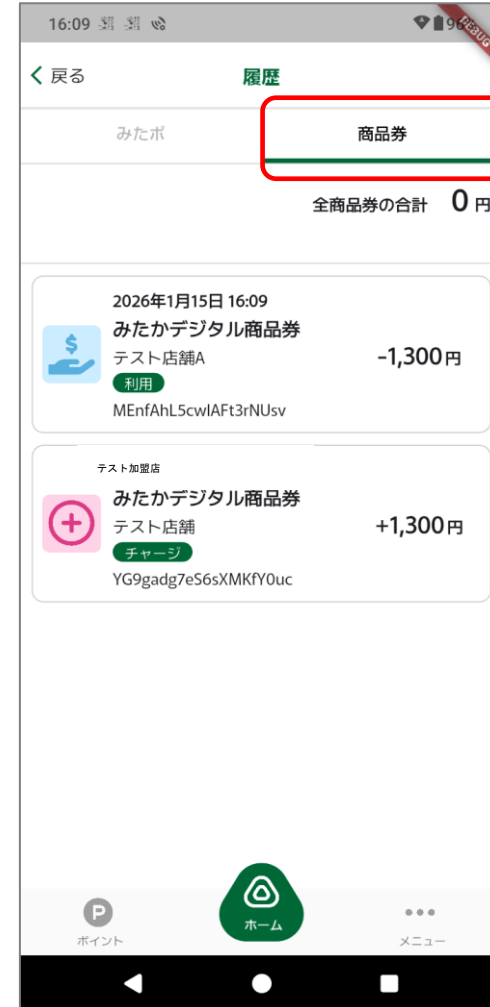 16:09
戻る
履歴
みたポ
商品券
全商品券の合計 0 円
2026年1月15日 16:09
みたかデジタル商品券
テスト店舗A
-1,300円
利用
MEnfAhL5cwIAFt3rNUsv
テスト加盟店
みたかデジタル商品券
テスト店舗
+1,300円
チャージ
YG9gadg7eS6sXMKfY0uc
P
ポイント
ホーム
メニュー